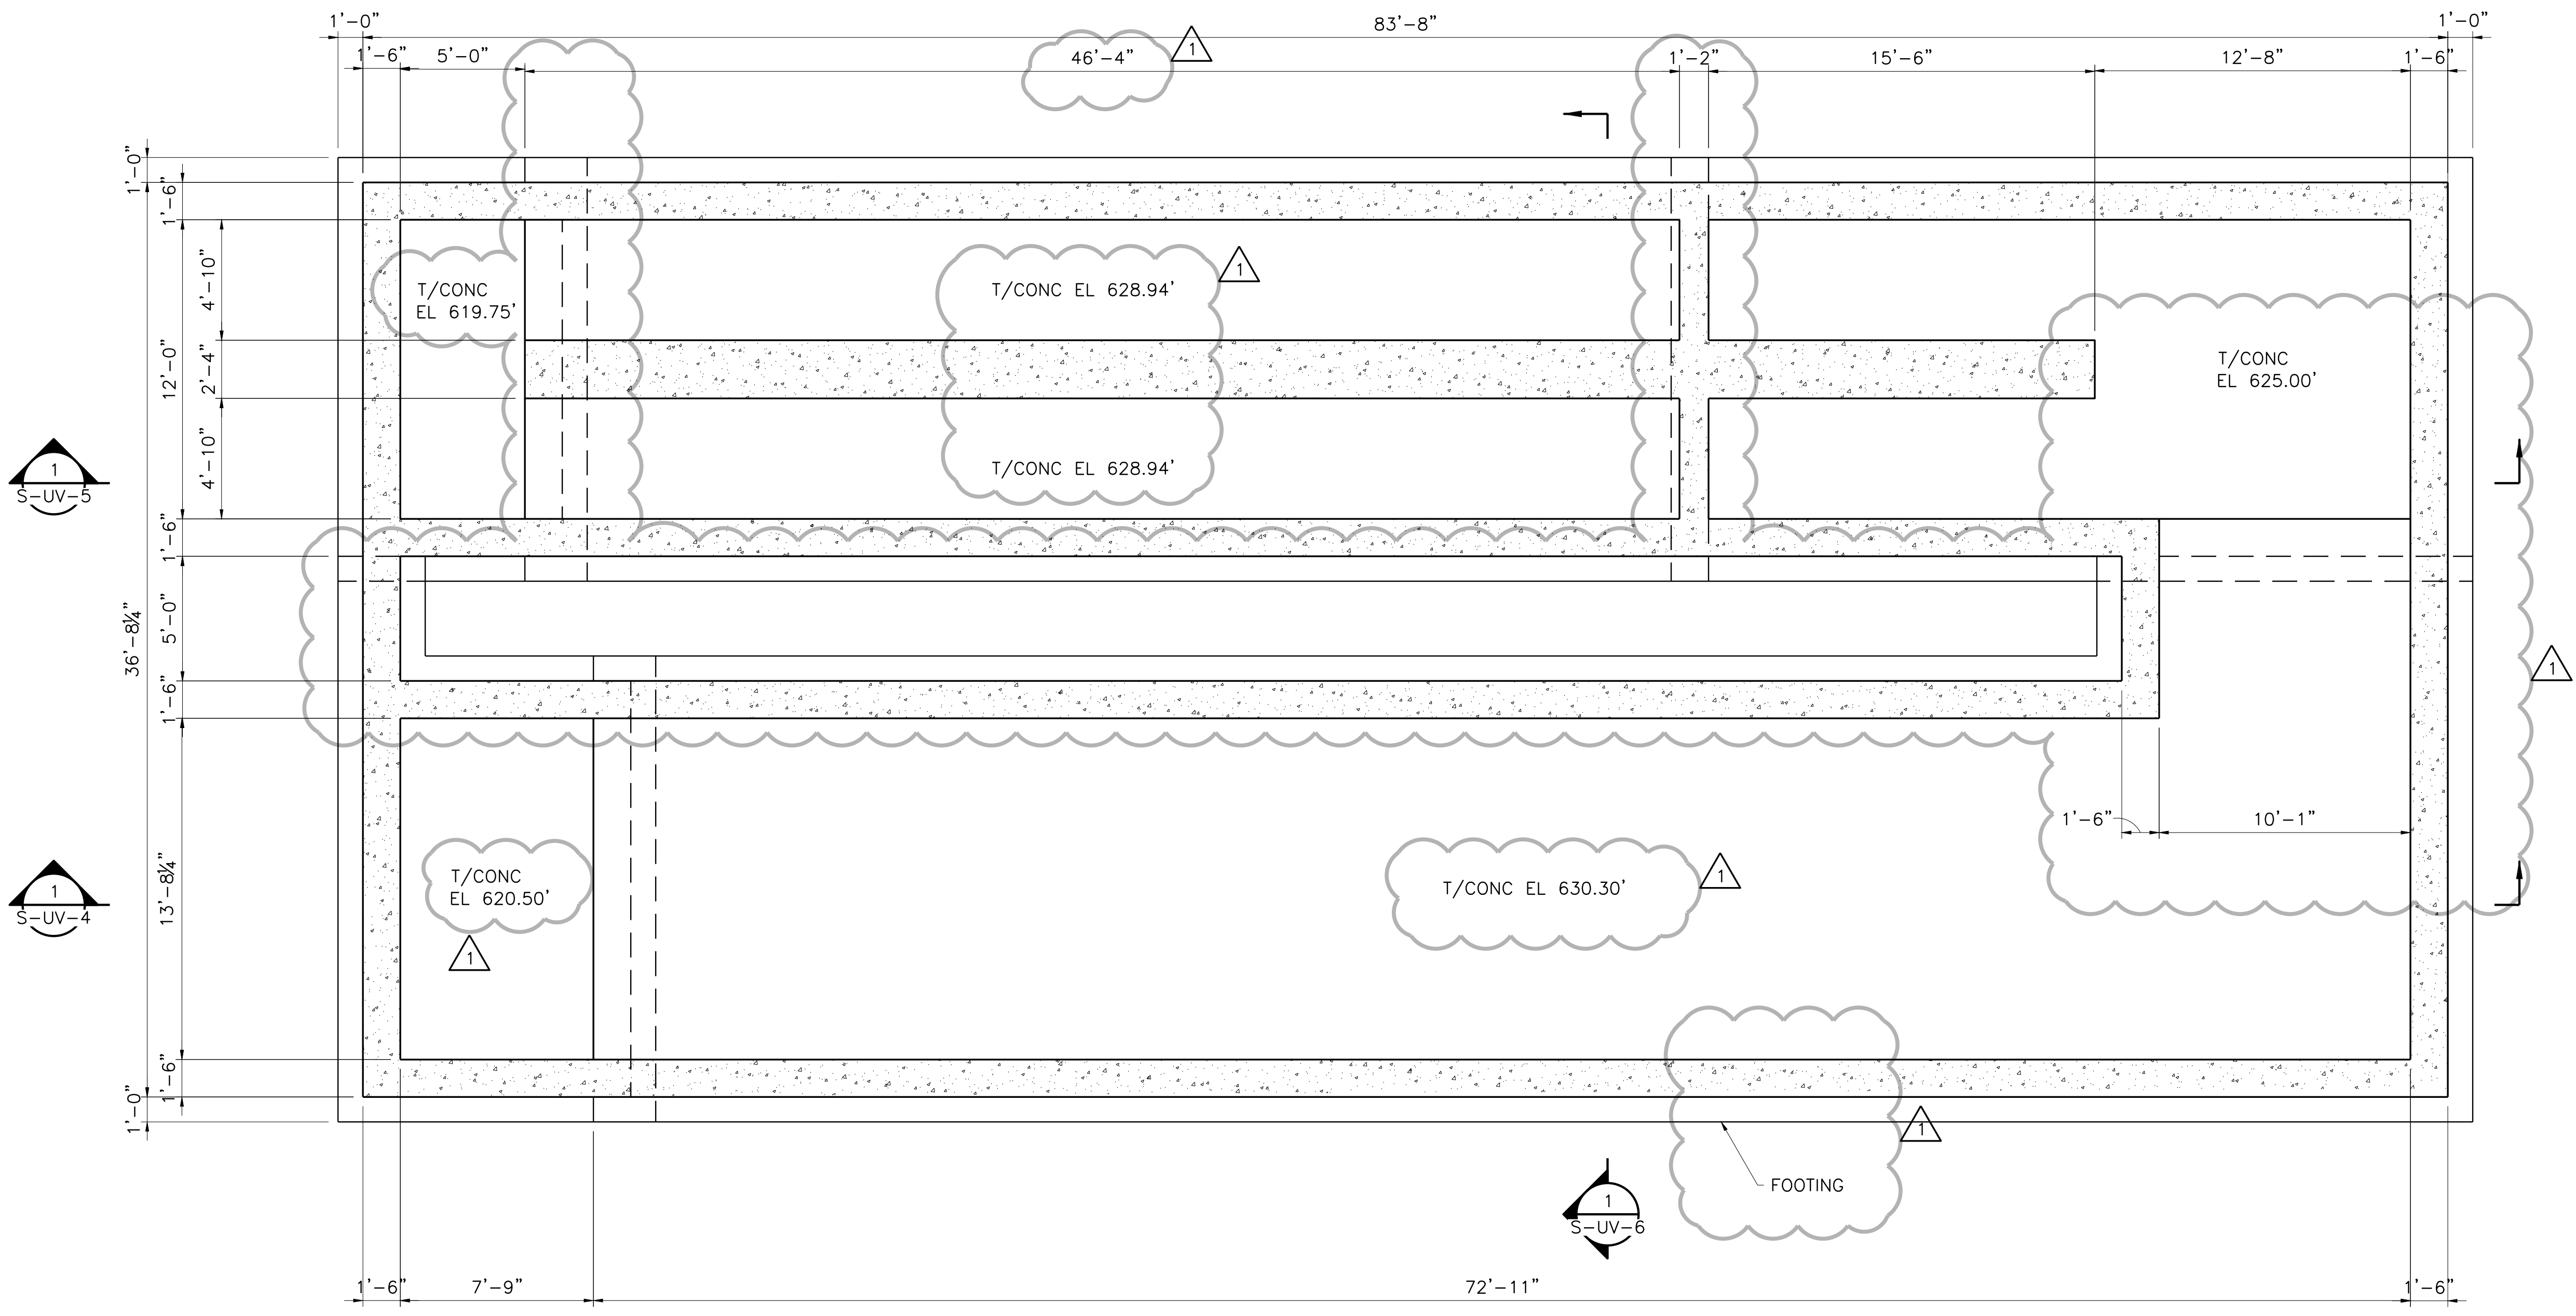 1'-0"
83'-8"
1'-0"
1'-6"
5'-0"
46'-4"
1
1'-2"
15'-6"
12'-8"
1'-6"
1'-0"
1'-6"
4'-10"
12'-0"
2'-4"
4'-10"
1'-6"
36'-8¼"
5'-0"
1'-6"
13'-8¼"
1'-6"
1'-0"
T/CONC
EL 619.75'
T/CONC EL 628.94'
1
T/CONC EL 628.94'
T/CONC
EL 625.00'
1
S-UV-5
1
1'-6"
10'-1"
1
S-UV-4
T/CONC
EL 620.50'
1
T/CONC EL 630.30'
1
1
FOOTING
1
S-UV-6
1'-6"
7'-9"
72'-11"
1'-6"